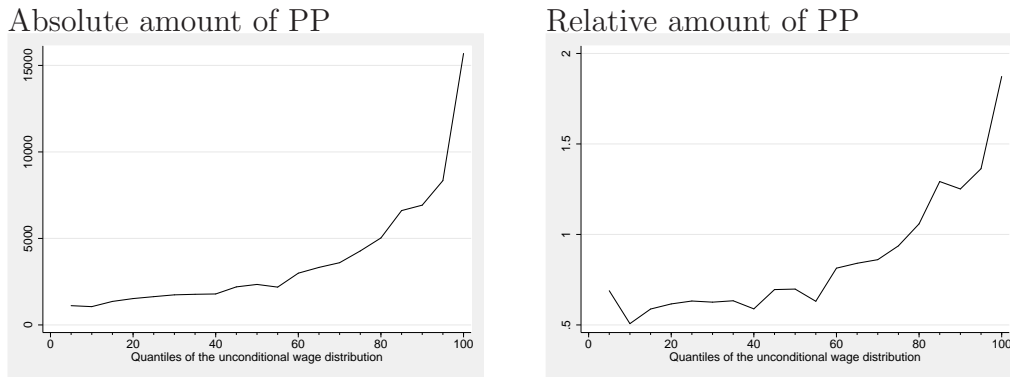 Absolute amount of PP
15000
10000
5000
0
0 20 40 60 80 100
Quantiles of the unconditional wage distribution
Relative amount of PP
2
1.5
1
.5
0 20 40 60 80 100
Quantiles of the unconditional wage distribution